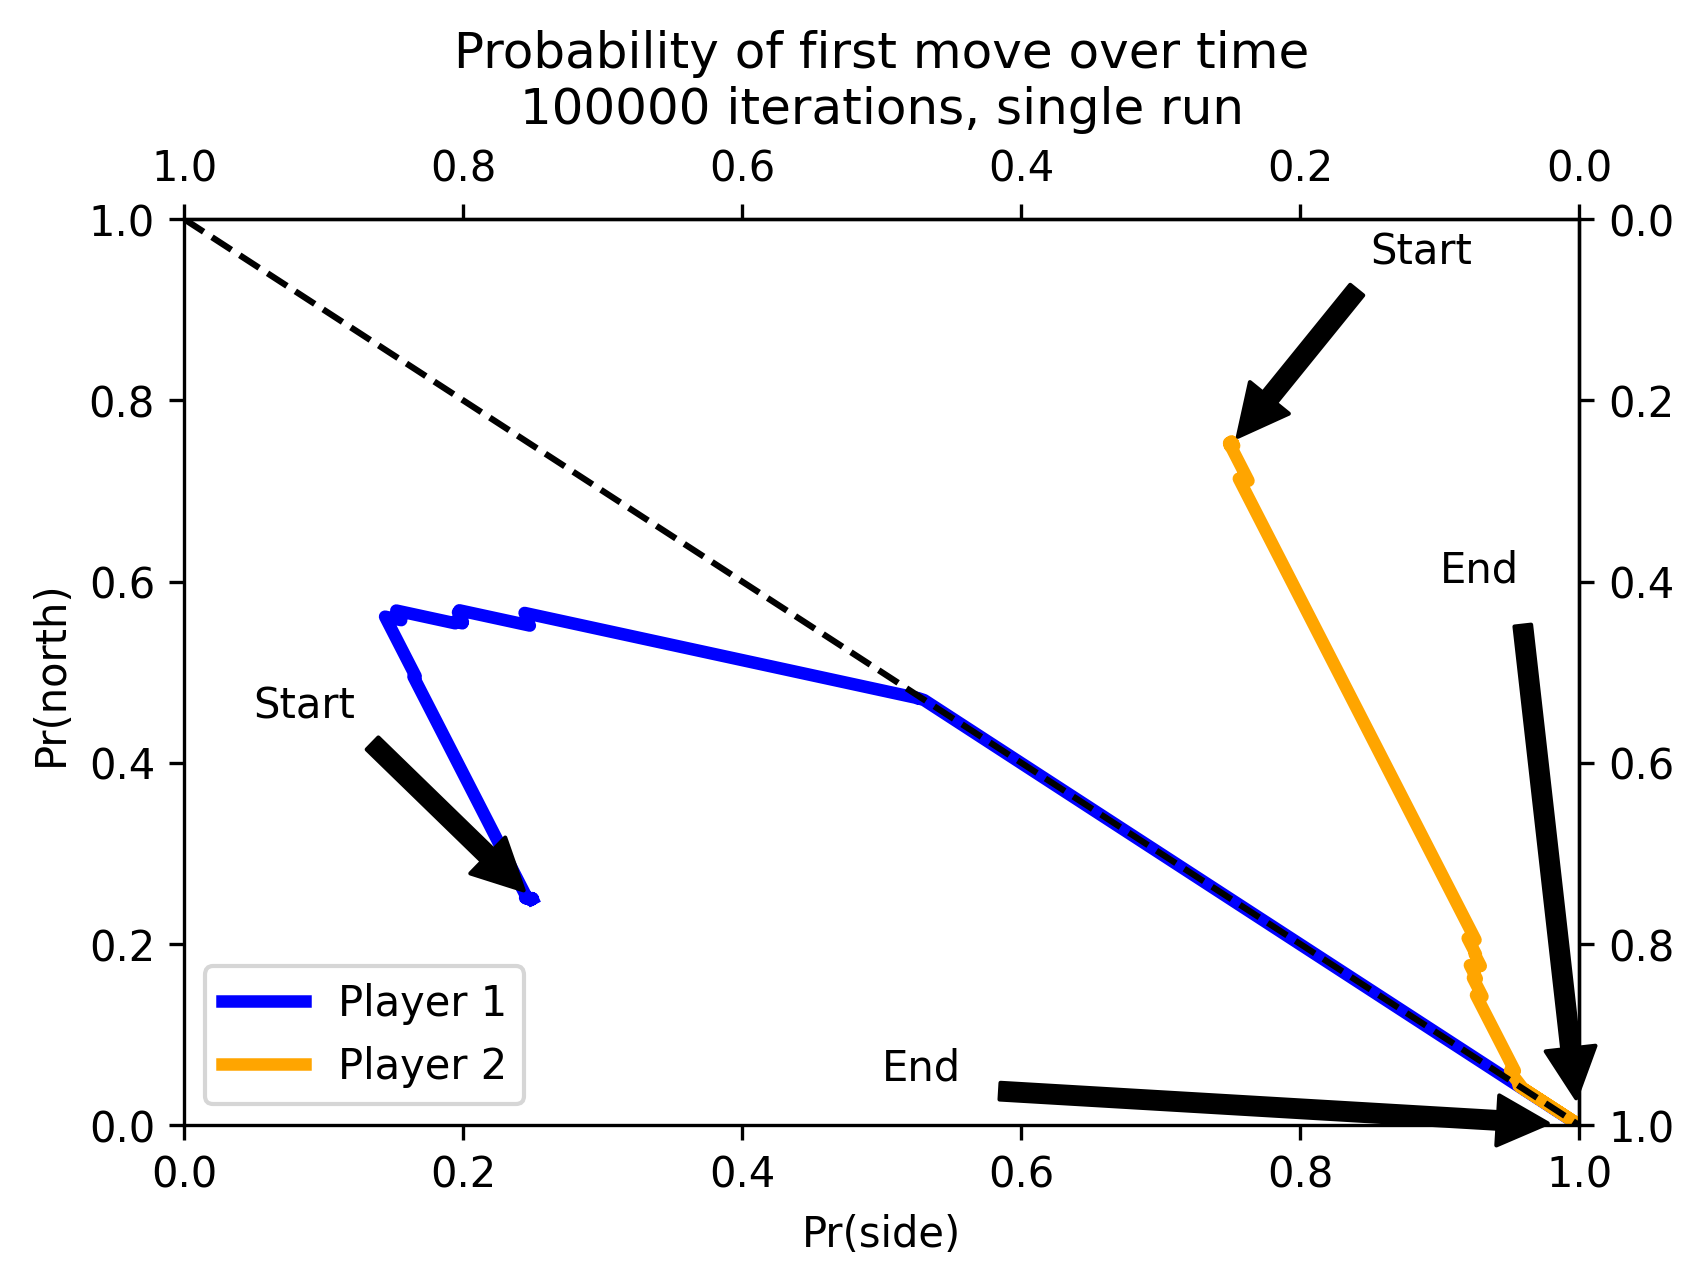 Probability of first move over time
100000 iterations, single run
1.0 0.8 0.6 0.4 0.2 0.0
1.0 0.0
Start
0.8 0.2
End
0.6 0.4
Pr(north)
Start
0.4 0.6
0.2 0.8
Player 1
Player 2
End
0.0 1.0
0.0 0.2 0.4 0.6 0.8 1.0
Pr(side)